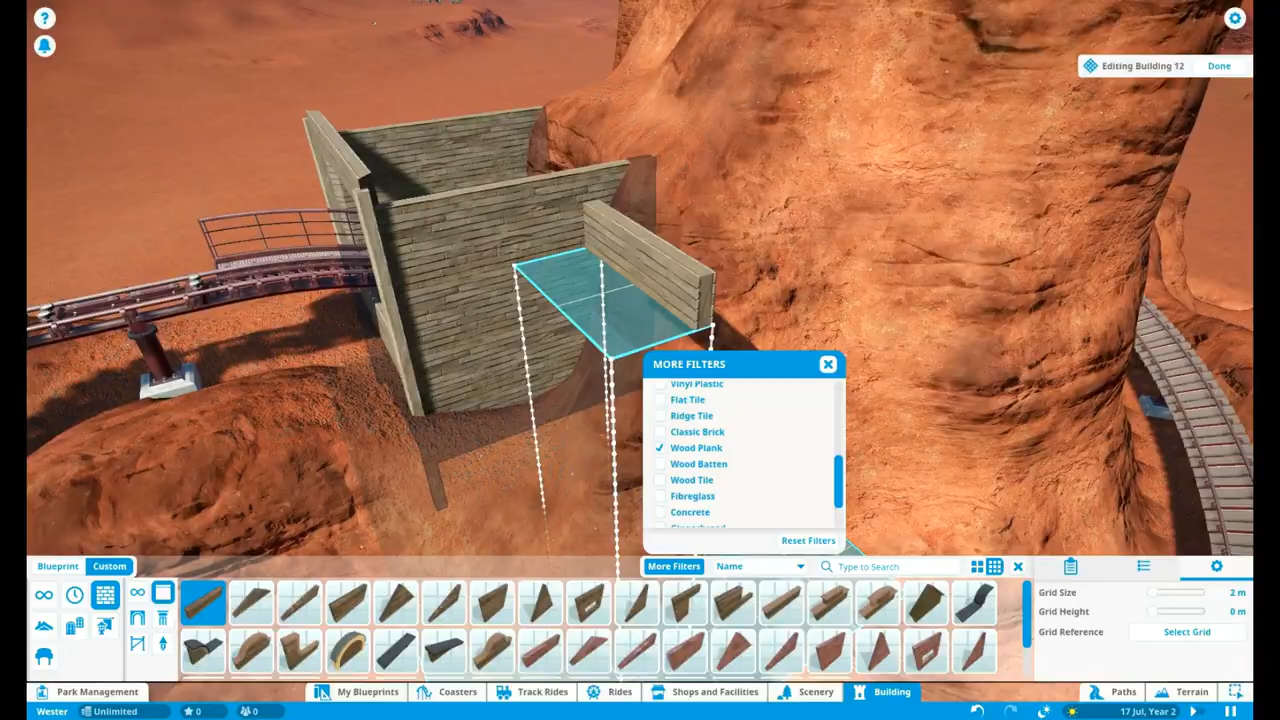 ?
Editing Building 12 Done
MORE FILTERS
Vinyl Plastic
Flat Tile
Ridge Tile
Classic Brick
Wood Plank
Wood Batten
Wood Tile
Fibreglass
Concrete
Reset Filters
Blueprint Custom More Filters Name Type to Search
Grid Size 2 m
Grid Height 0 m
Grid Reference Select Grid
Park Management My Blueprints Coasters Track Rides Rides Shops and Facilities Scenery Building Paths Terrain
Wester Unlimited 0 0 17 Jul, Year 2